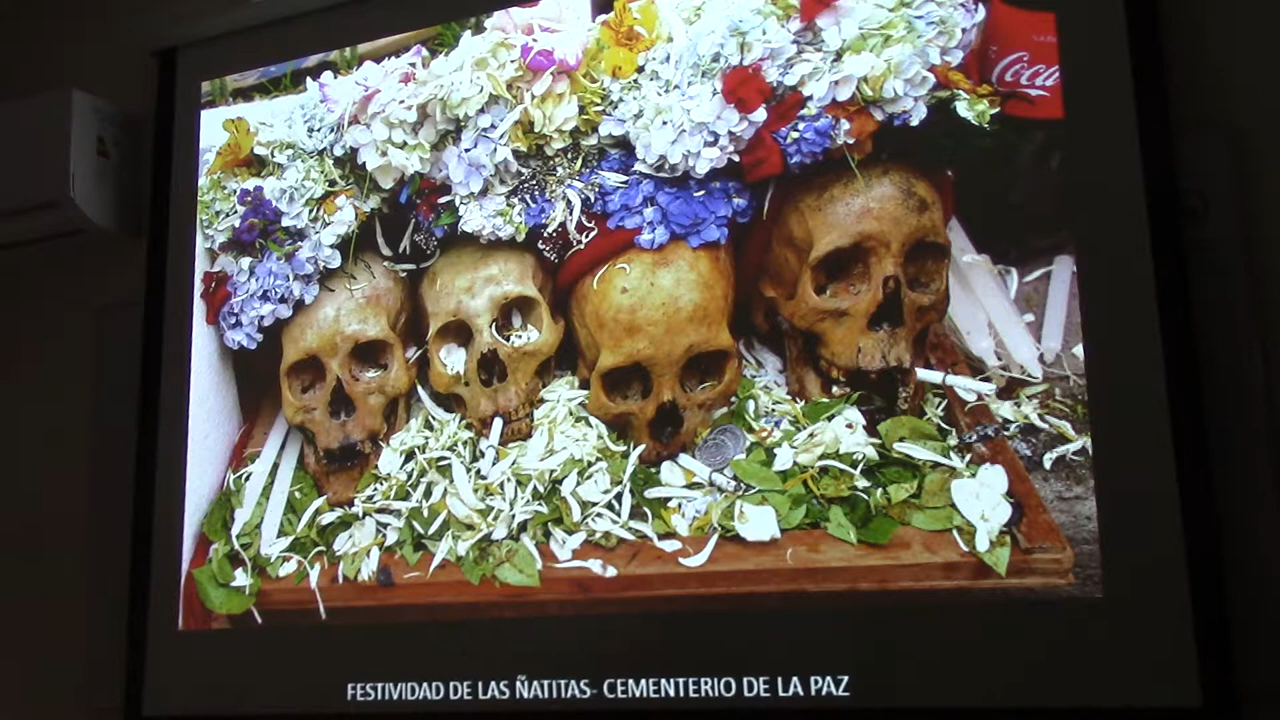 Coca
FESTIVIDAD DE LAS ÑATITAS- CEMENTERIO DE LA PAZ